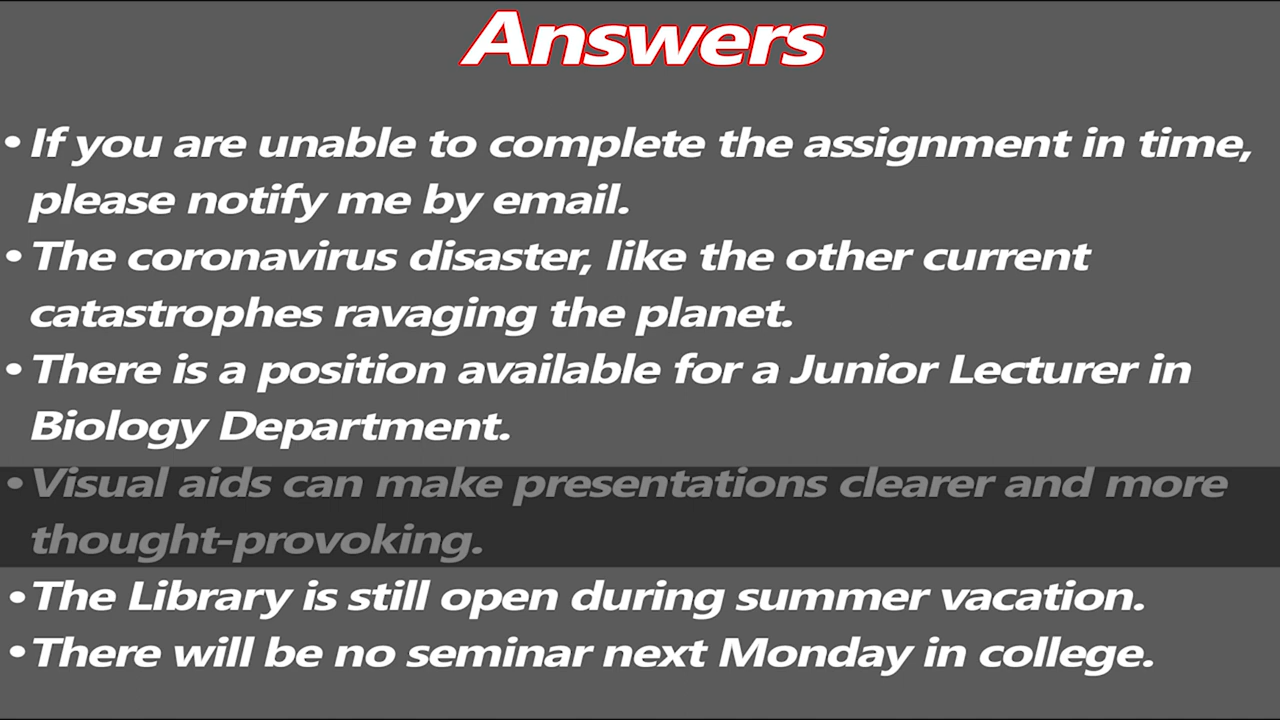 Answers
• If you are unable to complete the assignment in time,
please notify me by email.
• The coronavirus disaster, like the other current
catastrophes ravaging the planet.
• There is a position available for a Junior Lecturer in
Biology Department.
• Visual aids can make presentations clearer and more
thought-provoking.
• The Library is still open during summer vacation.
• There will be no seminar next Monday in college.